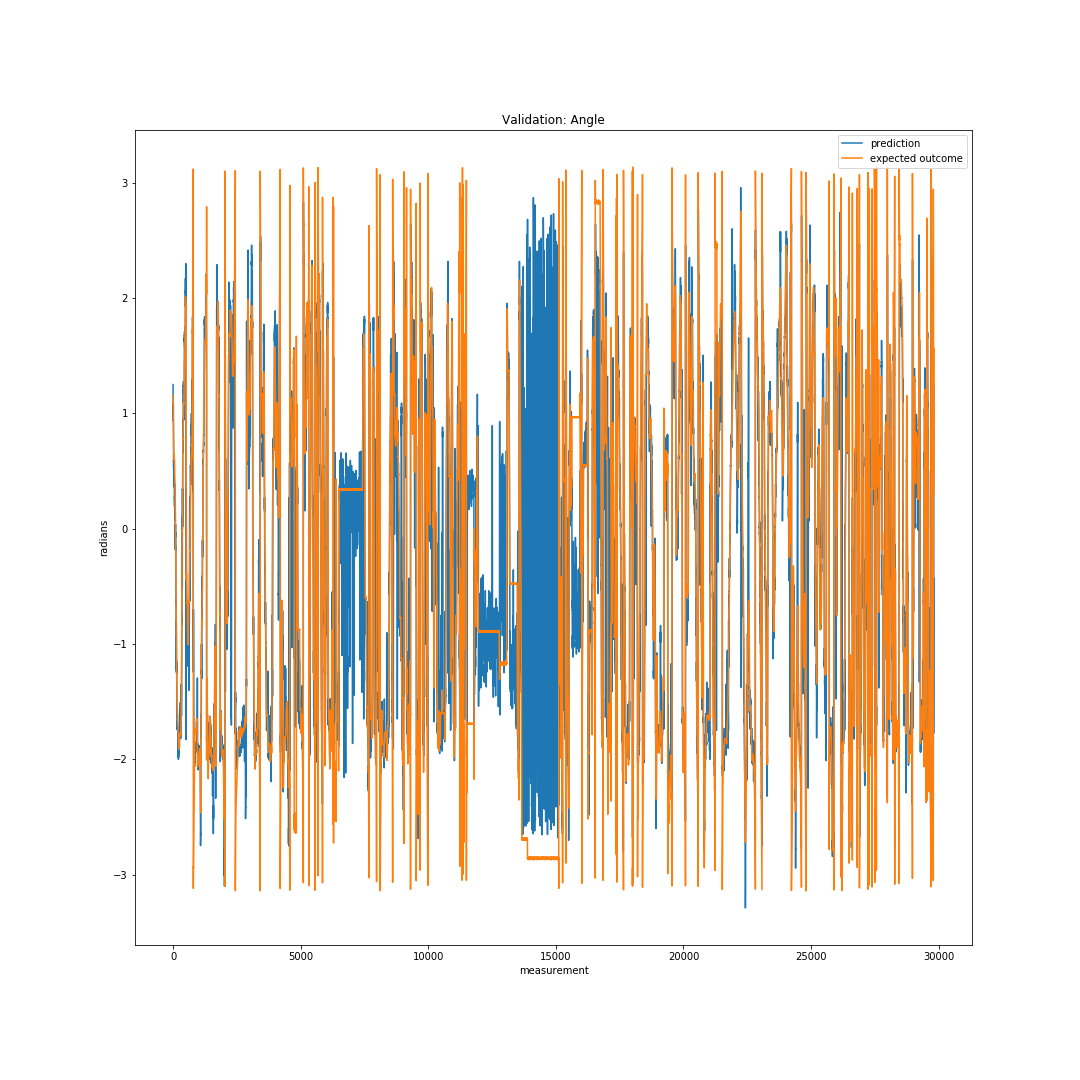 Validation: Angle
prediction
expected outcome
3
2
1
0
−1
−2
−3
radians
0 5000 10000 15000 20000 25000 30000
measurement